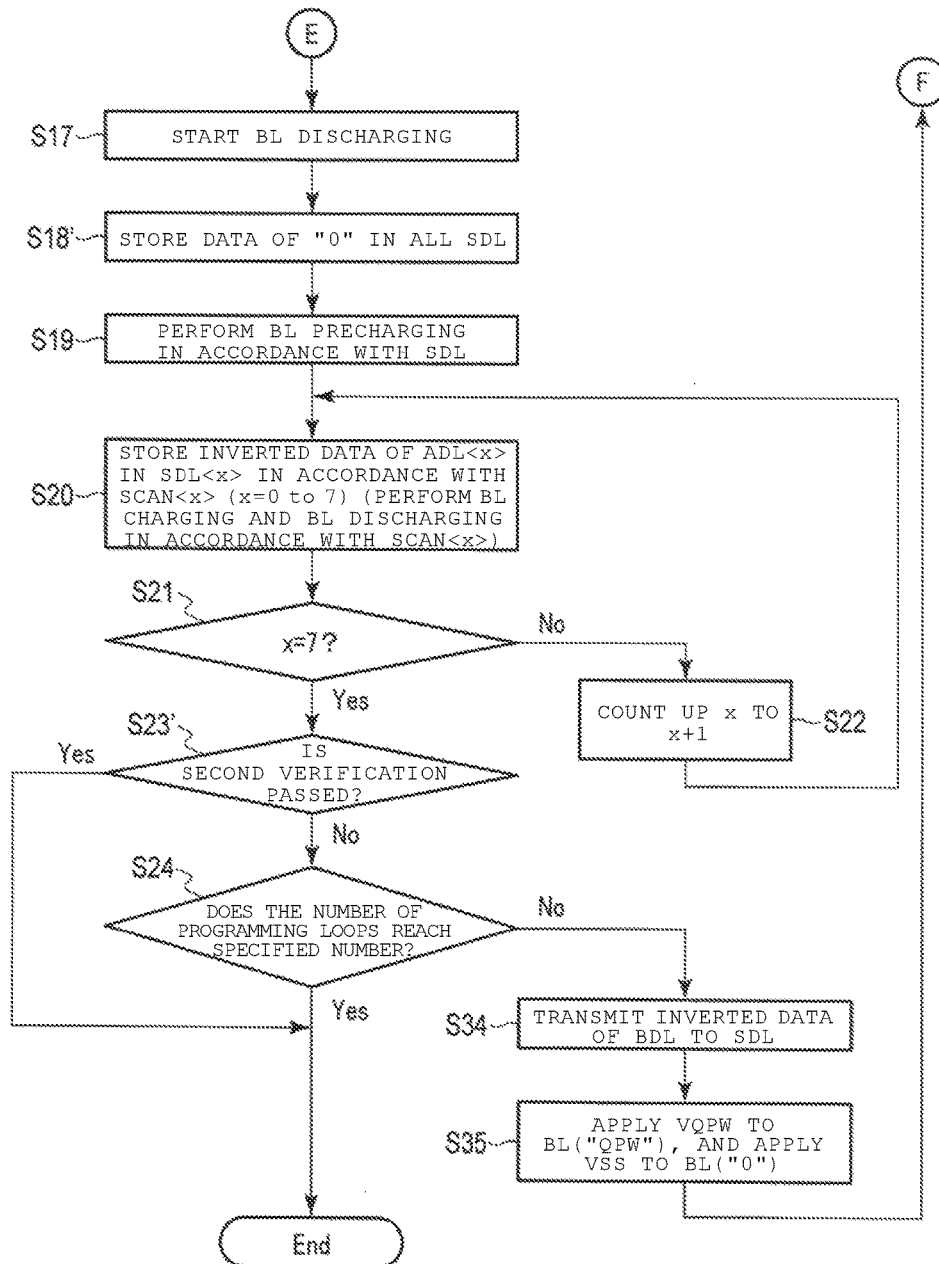 E
F
S17
START BL DISCHARGING
S18'
STORE DATA OF "0" IN ALL SDL
S19
PERFORM BL PRECHARGING
IN ACCORDANCE WITH SDL
S20
STORE INVERTED DATA OF ADL<x>
IN SDL<x> IN ACCORDANCE WITH
SCAN<x> (x=0 to 7) (PERFORM BL
CHARGING AND BL DISCHARGING
IN ACCORDANCE WITH SCAN<x>)
S21
x=7?
No
Yes
COUNT UP x TO
x+1
S22
S23'
Yes
IS
SECOND VERIFICATION
PASSED?
No
S24
DOES THE NUMBER OF
PROGRAMMING LOOPS REACH
SPECIFIED NUMBER?
No
Yes
S34
TRANSMIT INVERTED DATA
OF BDL TO SDL
S35
APPLY VQPW TO
BL("QPW"), AND APPLY
VSS TO BL("0")
End